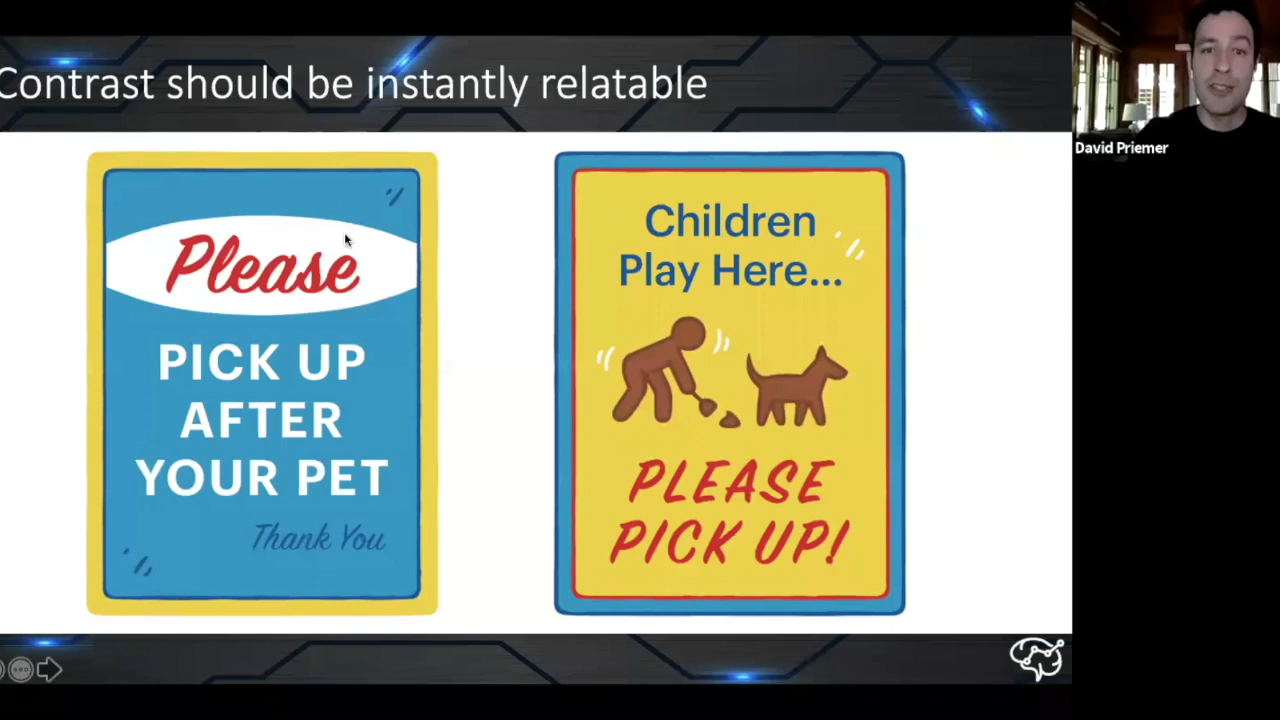 Contrast should be instantly relatable
David Priemer
Please
PICK UP
AFTER
YOUR PET
Thank You
Children
Play Here...
PLEASE
PICK UP!